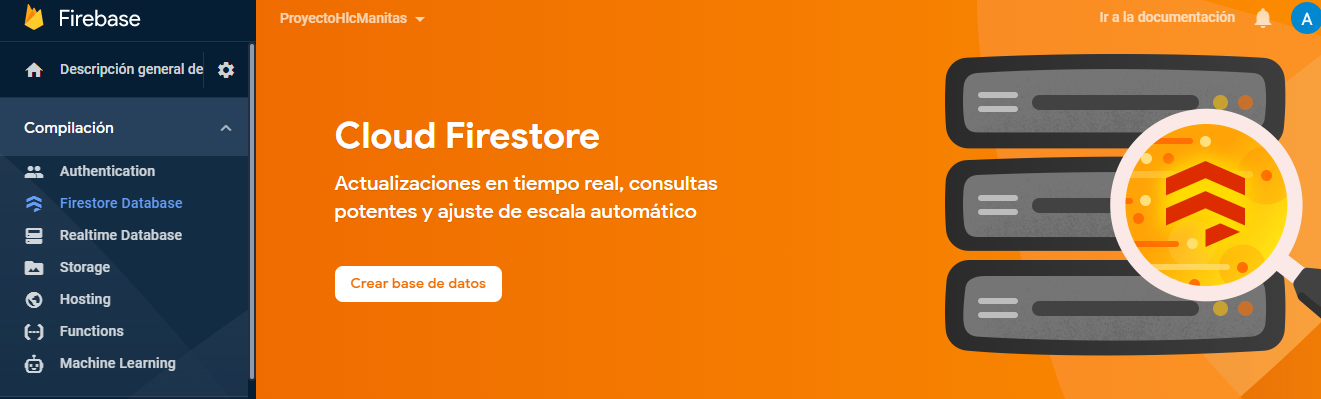 Firebase
ProyectoHlcManitas
Ir a la documentación
A
Descripción general de
Compilación
Authentication
Firestore Database
Realtime Database
Storage
Hosting
Functions
Machine Learning
Cloud Firestore
Actualizaciones en tiempo real, consultas
potentes y ajuste de escala automático
Crear base de datos